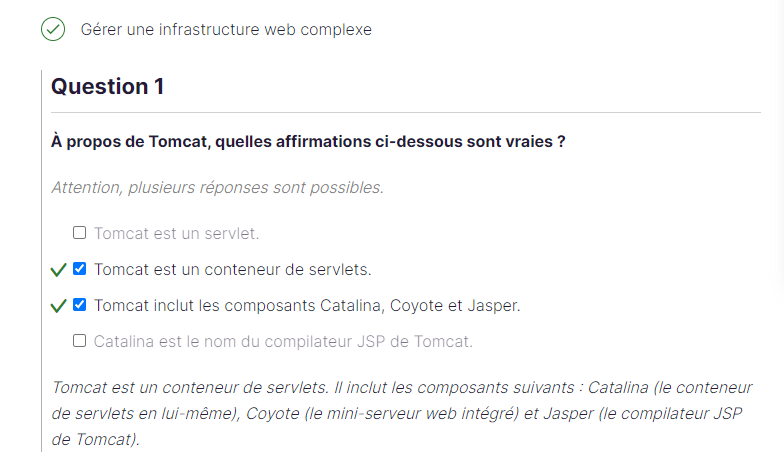 Gérer une infrastructure web complexe
Question 1
À propos de Tomcat, quelles affirmations ci-dessous sont vraies ?
Attention, plusieurs réponses sont possibles.
Tomcat est un servlet.
Tomcat est un conteneur de servlets.
Tomcat inclut les composants Catalina, Coyote et Jasper.
Catalina est le nom du compilateur JSP de Tomcat.
Tomcat est un conteneur de servlets. Il inclut les composants suivants : Catalina (le conteneur
de servlets en lui-même), Coyote (le mini-serveur web intégré) et Jasper (le compilateur JSP
de Tomcat).